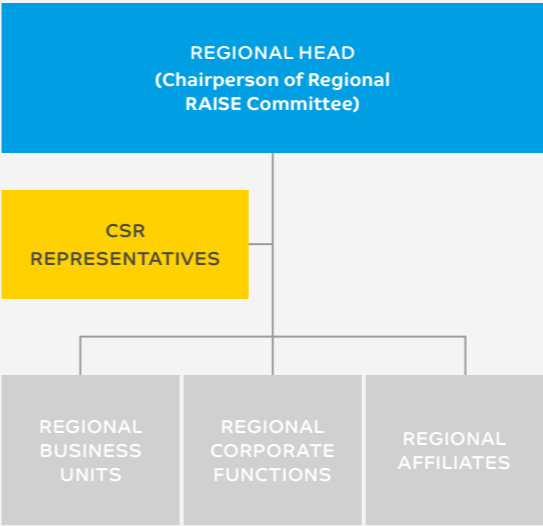 REGIONAL HEAD
(Chairperson of Regional
RAISE Committee)
CSR
REPRESENTATIVES
REGIONAL
BUSINESS
UNITS
REGIONAL
CORPORATE
FUNCTIONS
REGIONAL
AFFILIATES